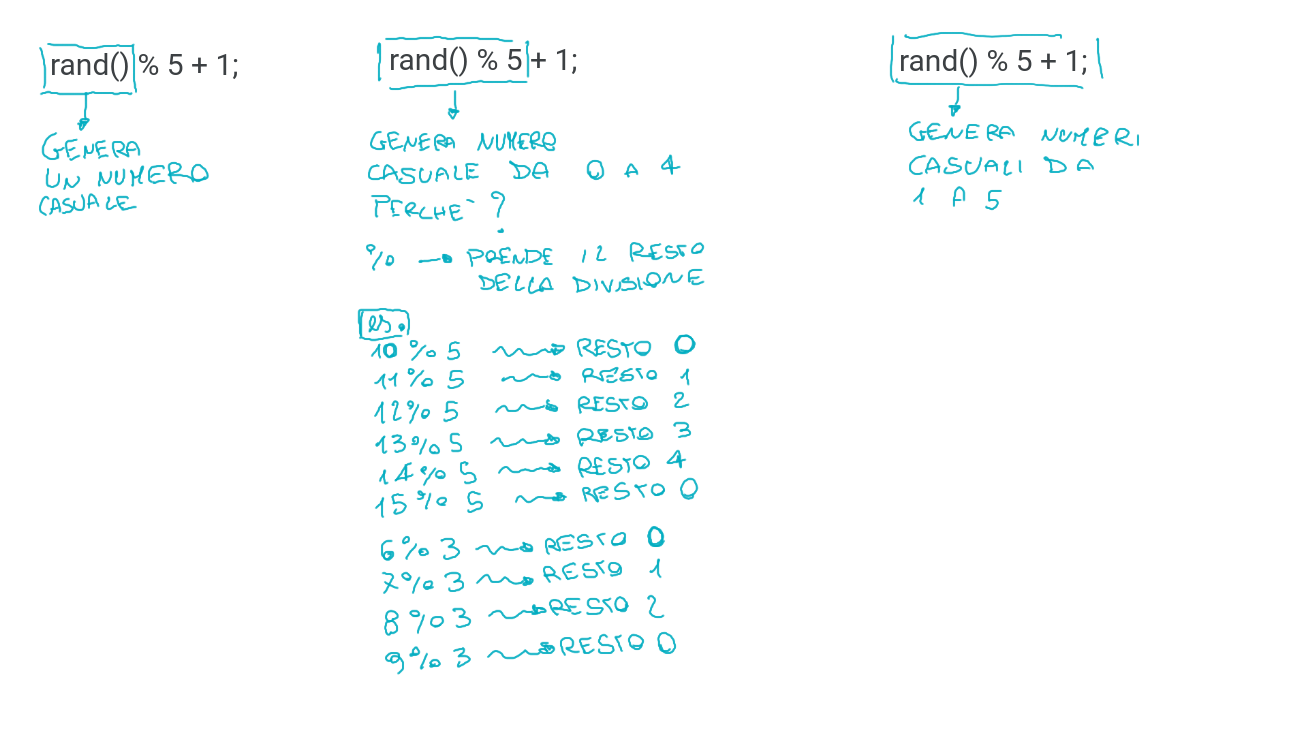 rand() % 5 + 1;
GENERA
UN NUMERO
CASUALE
rand() % 5 + 1;
GENERA NUMERO
CASUALE DA 0 A 4
PERCHE` ?
% → PRENDE IL RESTO
DELLA DIVISIONE
es.
10 % 5 → RESTO 0
11 % 5 → RESTO 1
12 % 5 → RESTO 2
13 % 5 → RESTO 3
14 % 5 → RESTO 4
15 % 5 → RESTO 0
6 % 3 → RESTO 0
7 % 3 → RESTO 1
8 % 3 → RESTO 2
9 % 3 → RESTO 0
rand() % 5 + 1;
GENERA NUMERI
CASUALI DA
1 A 5